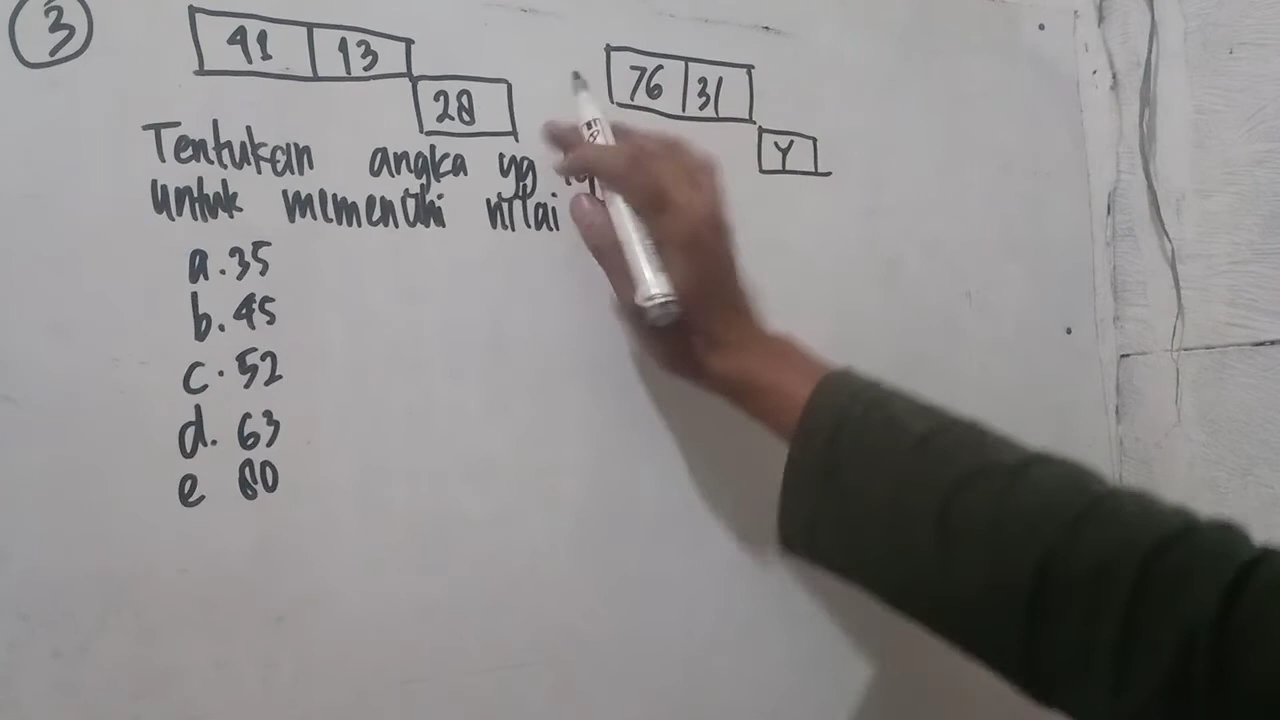 3
41 13
28
76 31
Y
Tentukan angka yg
untuk memenuhi nilai
a. 35
b. 45
c. 52
d. 63
e 80